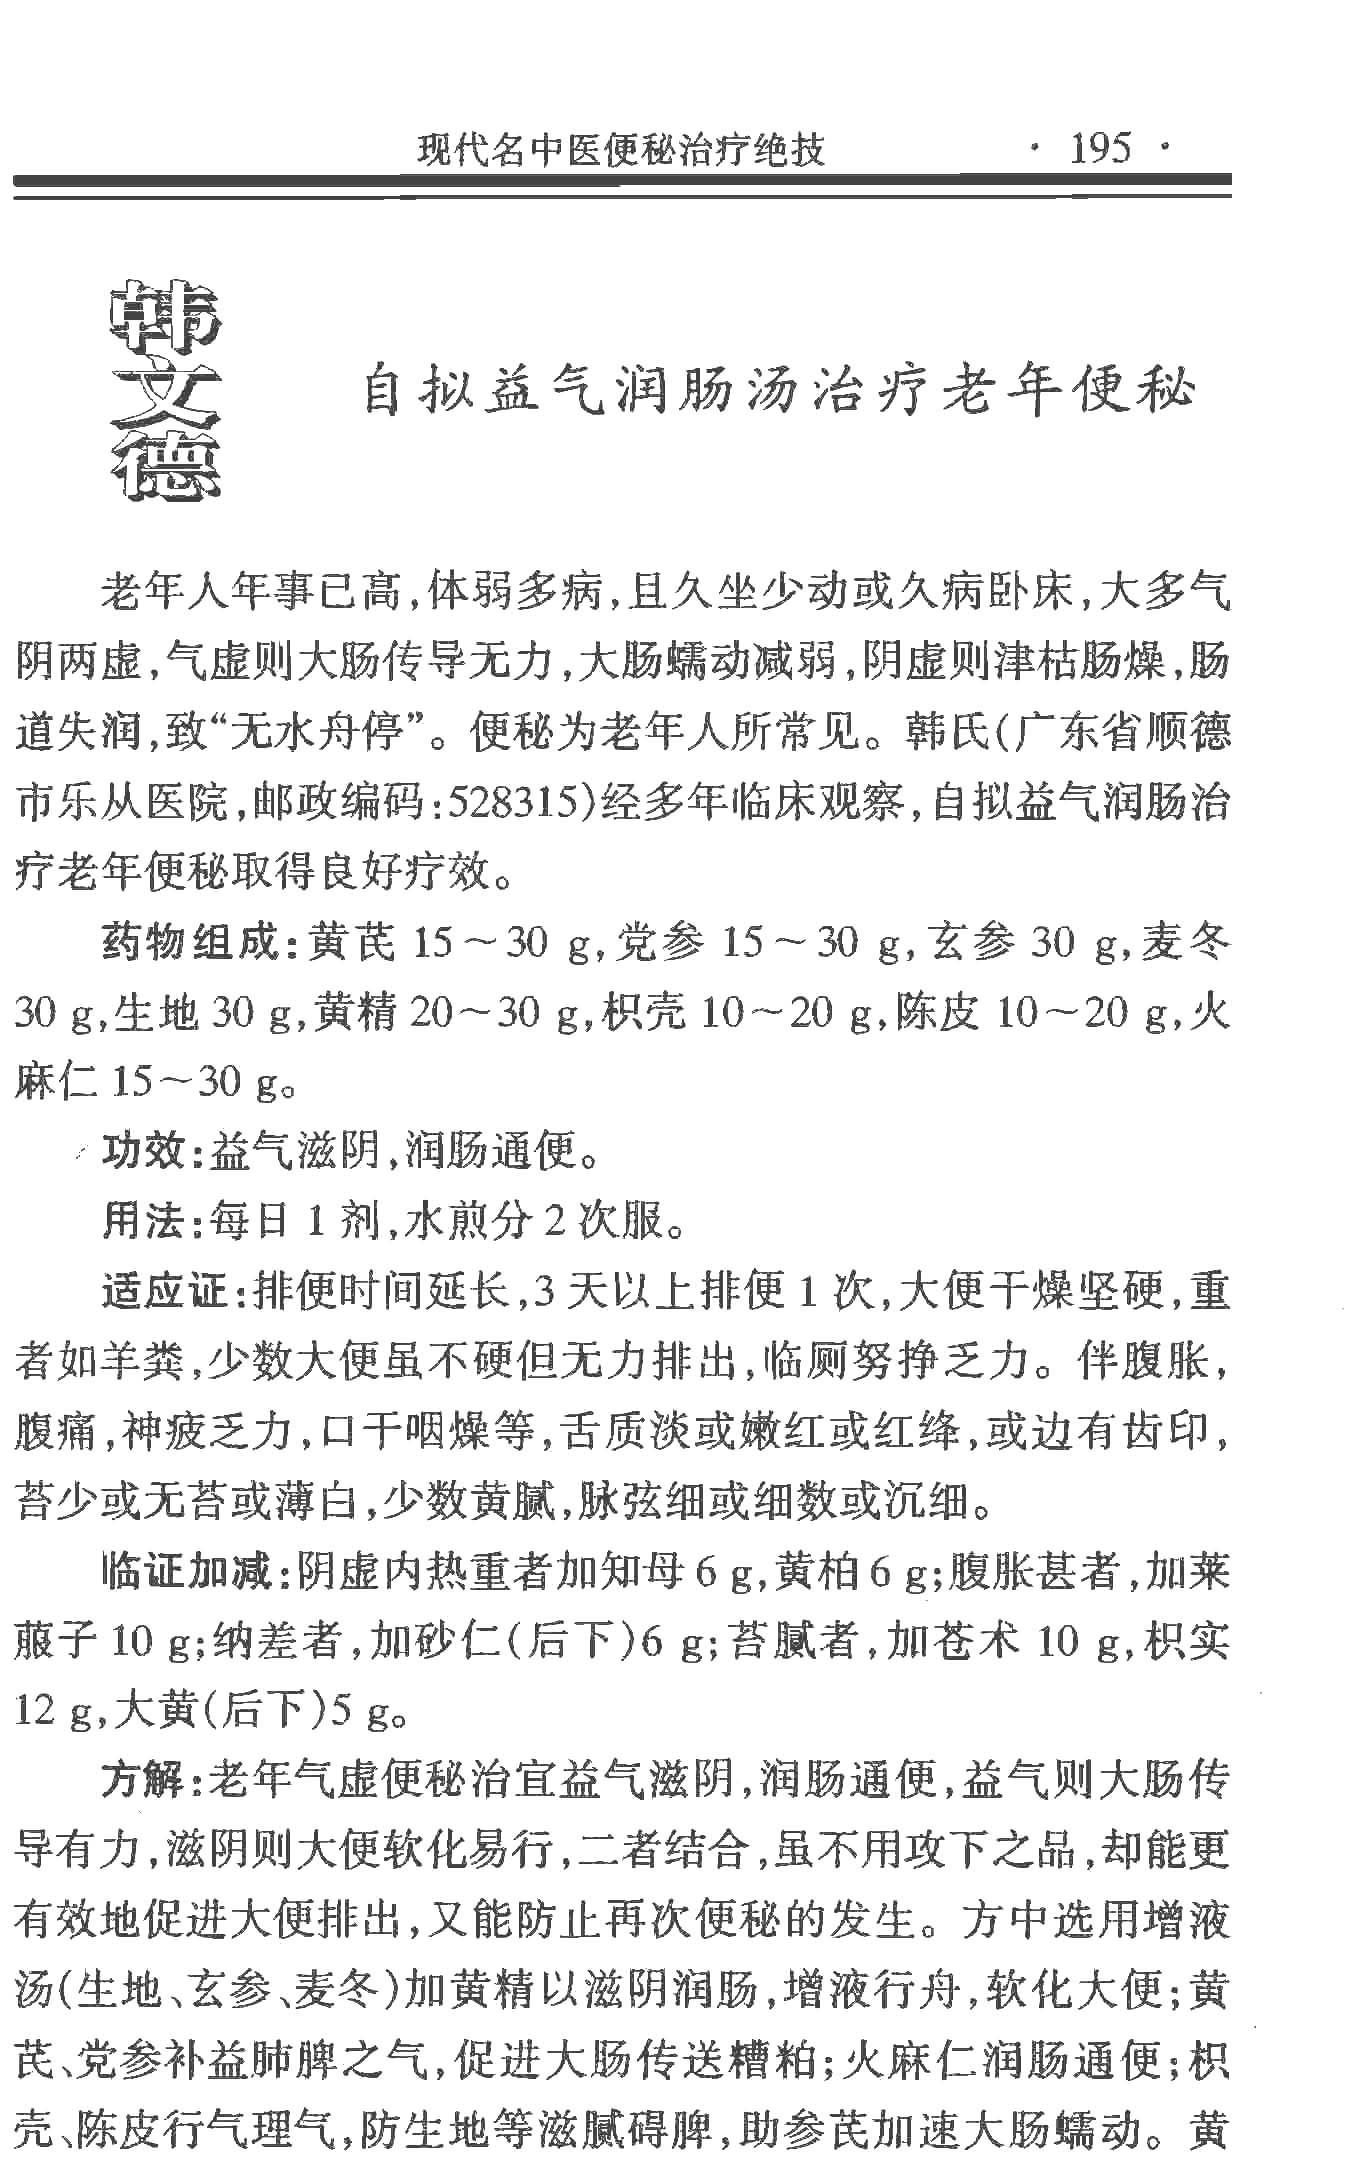 现代名中医便秘治疗绝技 · 195 ·
韩文德
自拟益气润肠汤治疗老年便秘
老年人年事已高,体弱多病,且久坐少动或久病卧床,大多气
阴两虚,气虚则大肠传导无力,大肠蠕动减弱,阴虚则津枯肠燥,肠
道失润,致“无水舟停”。便秘为老年人所常见。韩氏(广东省顺德
市乐从医院,邮政编码:528315)经多年临床观察,自拟益气润肠治
疗老年便秘取得良好疗效。
药物组成:黄芪 15～30 g,党参 15～30 g,玄参 30 g,麦冬
30 g,生地 30 g,黄精 20～30 g,枳壳 10～20 g,陈皮 10～20 g,火
麻仁 15～30 g。
功效:益气滋阴,润肠通便。
用法:每日 1 剂,水煎分 2 次服。
适应证:排便时间延长,3 天以上排便 1 次,大便干燥坚硬,重
者如羊粪,少数大便虽不硬但无力排出,临厕努挣乏力。伴腹胀,
腹痛,神疲乏力,口干咽燥等,舌质淡或嫩红或红绛,或边有齿印,
苔少或无苔或薄白,少数黄腻,脉弦细或细数或沉细。
临证加减:阴虚内热重者加知母 6 g,黄柏 6 g;腹胀甚者,加莱
菔子 10 g;纳差者,加砂仁(后下)6 g;苔腻者,加苍术 10 g,枳实
12 g,大黄(后下)5 g。
方解:老年气虚便秘治宜益气滋阴,润肠通便,益气则大肠传
导有力,滋阴则大便软化易行,二者结合,虽不用攻下之品,却能更
有效地促进大便排出,又能防止再次便秘的发生。方中选用增液
汤(生地、玄参、麦冬)加黄精以滋阴润肠,增液行舟,软化大便;黄
芪、党参补益肺脾之气,促进大肠传送糟粕;火麻仁润肠通便;枳
壳、陈皮行气理气,防生地等滋腻碍脾,助参芪加速大肠蠕动。黄